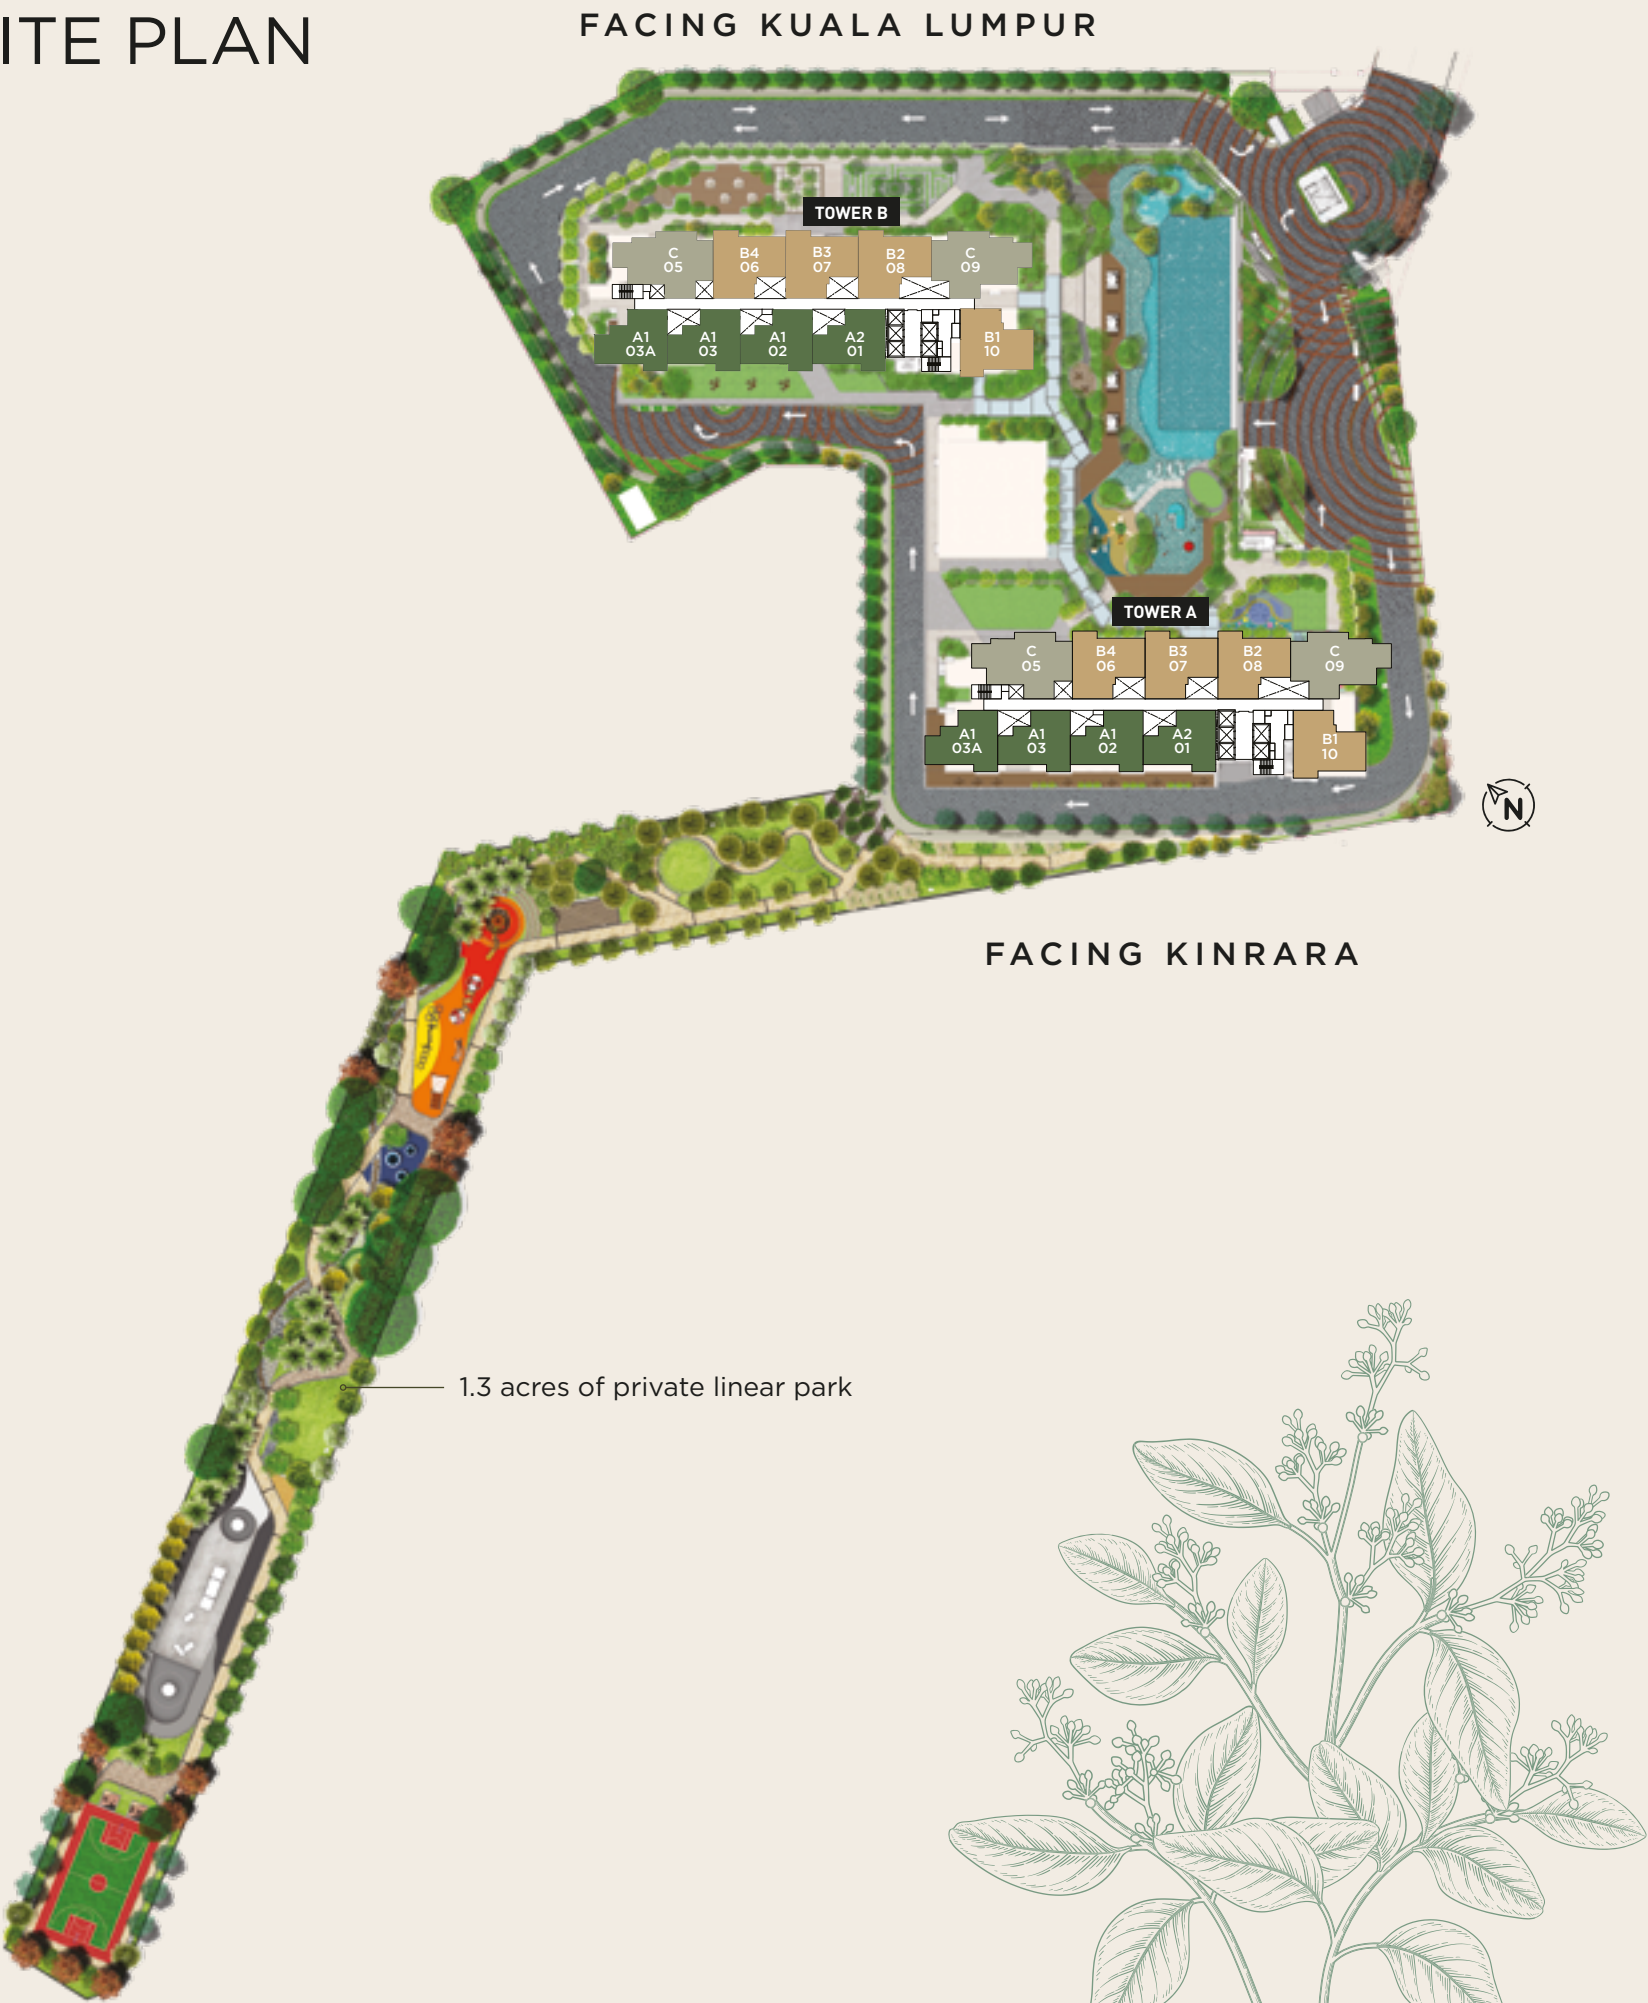 ITE PLAN
FACING KUALA LUMPUR
TOWER B
C
05
B4
06
B3
07
B2
08
C
09
A1
03A
A1
03
A1
02
A2
01
B1
10
TOWER A
C
05
B4
06
B3
07
B2
08
C
09
A1
03A
A1
03
A1
02
A2
01
B1
10
N
FACING KINRARA
1.3 acres of private linear park